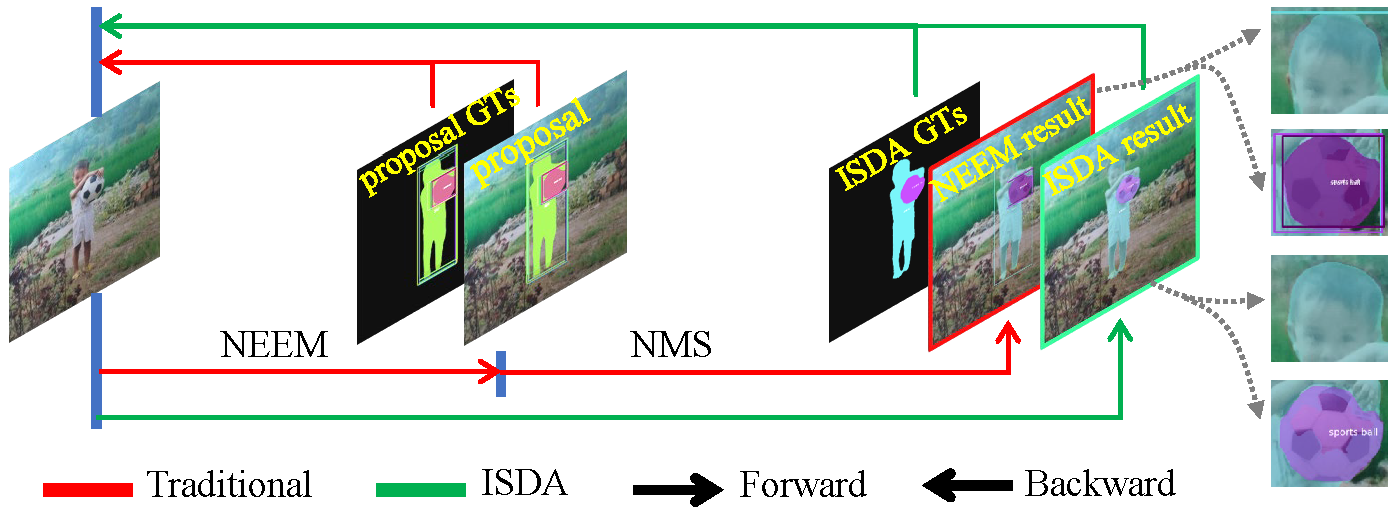 proposal GTs
proposal
ISDA GTs
NEEM result
ISDA result
sports ball
NEEM
NMS
sports ball
Traditional
ISDA
Forward
Backward